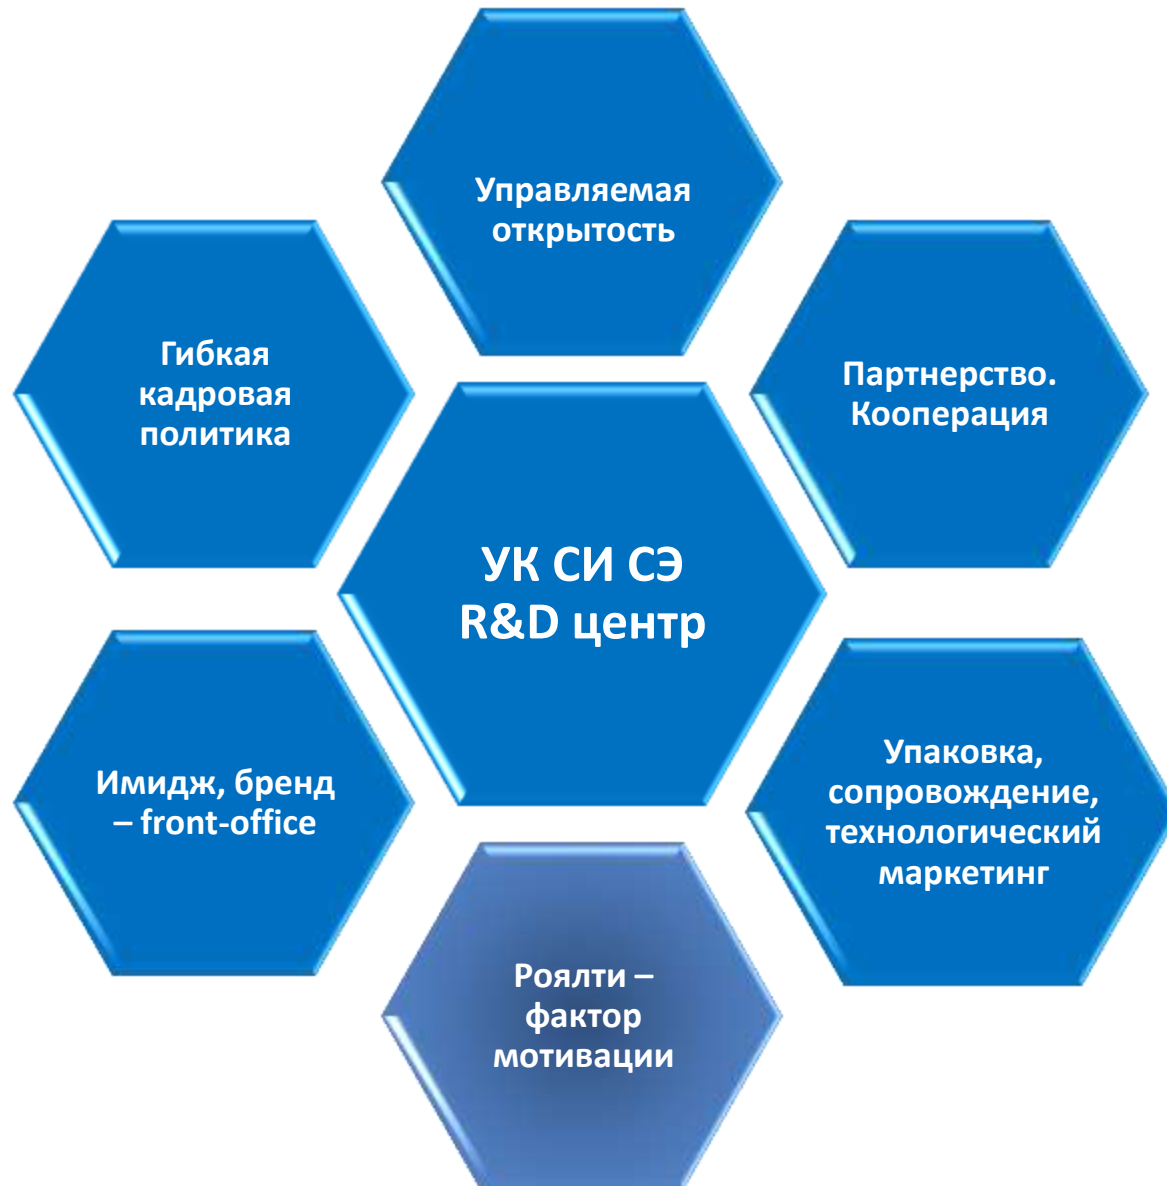 Управляемая
открытость
Гибкая
кадровая
политика
Партнерство.
Кооперация
УК СИ СЭ
R&D центр
Имидж, бренд
– front-office
Упаковка,
сопровождение,
технологический
маркетинг
Роялти –
фактор
мотивации